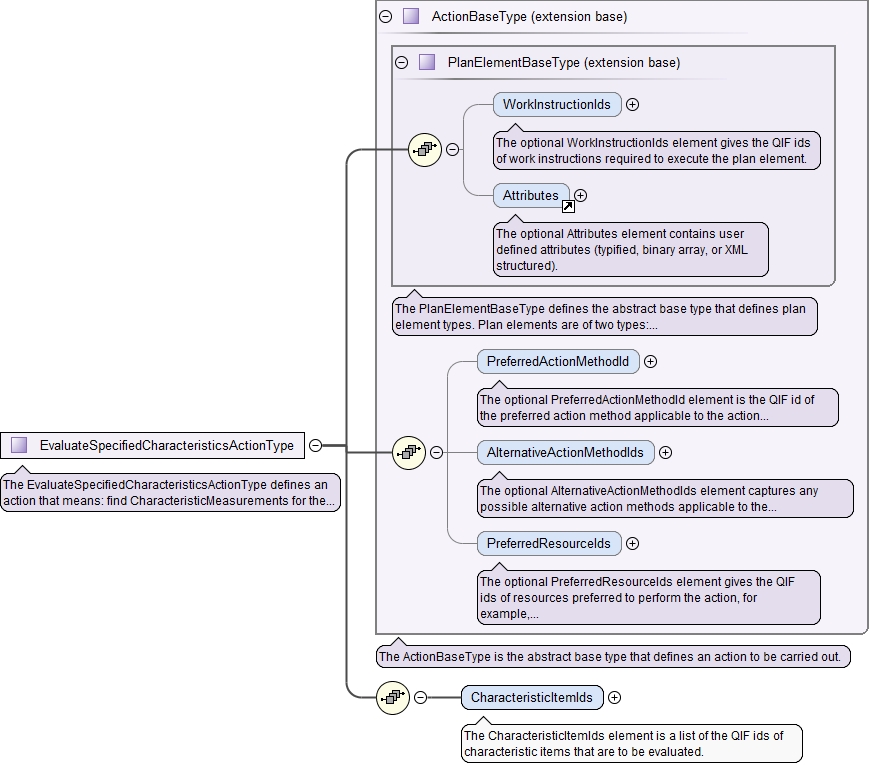 ActionBaseType (extension base)
PlanElementBaseType (extension base)
WorkInstructionIds
The optional WorkInstructionIds element gives the QIF ids
of work instructions required to execute the plan element.
Attributes
The optional Attributes element contains user
defined attributes (typified, binary array, or XML
structured).
The PlanElementBaseType defines the abstract base type that defines plan
element types. Plan elements are of two types:...
PreferredActionMethodId
The optional PreferredActionMethodId element is the QIF id of
the preferred action method applicable to the action...
EvaluateSpecifiedCharacteristicsActionType
The EvaluateSpecifiedCharacteristicsActionType defines an
action that means: find CharacteristicMeasurements for the...
AlternativeActionMethodIds
The optional AlternativeActionMethodIds element captures any
possible alternative action methods applicable to the...
PreferredResourceIds
The optional PreferredResourceIds element gives the QIF
ids of resources preferred to perform the action, for
example,...
The ActionBaseType is the abstract base type that defines an action to be carried out.
CharacteristicItemIds
The CharacteristicItemIds element is a list of the QIF ids of
characteristic items that are to be evaluated.